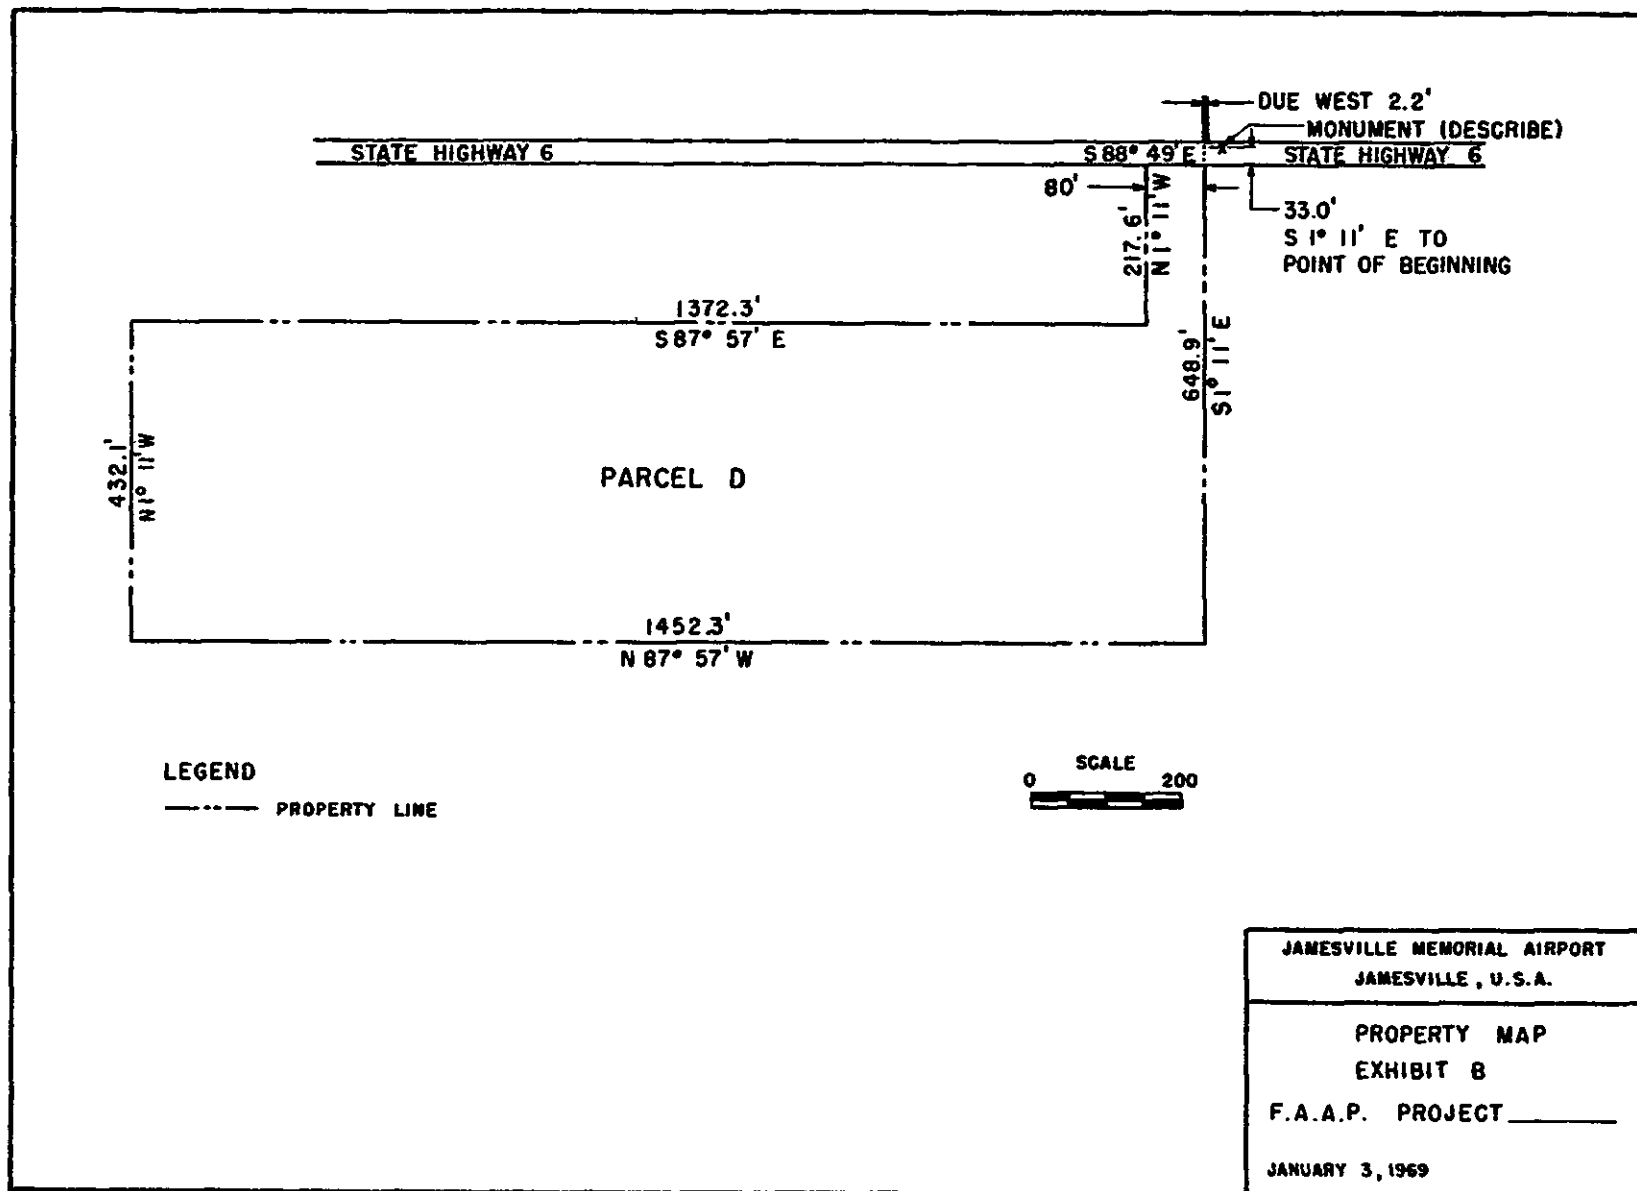 DUE WEST 2.2'
MONUMENT (DESCRIBE)
STATE HIGHWAY 6
S 88° 49' E
STATE HIGHWAY 6
80'
217.6'
N 1° 11' W
33.0'
S 1° 11' E TO
POINT OF BEGINNING
1372.3'
S 87° 57' E
648.9'
S 1° 11' E
432.1'
N 1° 11' W
PARCEL D
1452.3'
N 87° 57' W
LEGEND
PROPERTY LINE
SCALE
0 200
JAMESVILLE MEMORIAL AIRPORT
JAMESVILLE, U.S.A.
PROPERTY MAP
EXHIBIT B
F.A.A.P. PROJECT
JANUARY 3, 1969